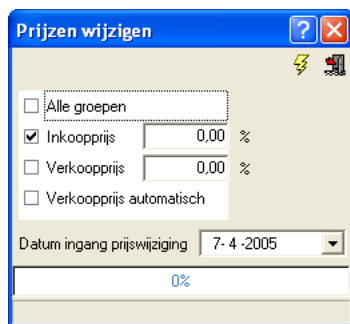 Prijzen wijzigen
Alle groepen
Inkoopprijs 0,00 %
Verkoopprijs 0,00 %
Verkoopprijs automatisch
Datum ingang prijswijziging 7- 4 -2005
0%